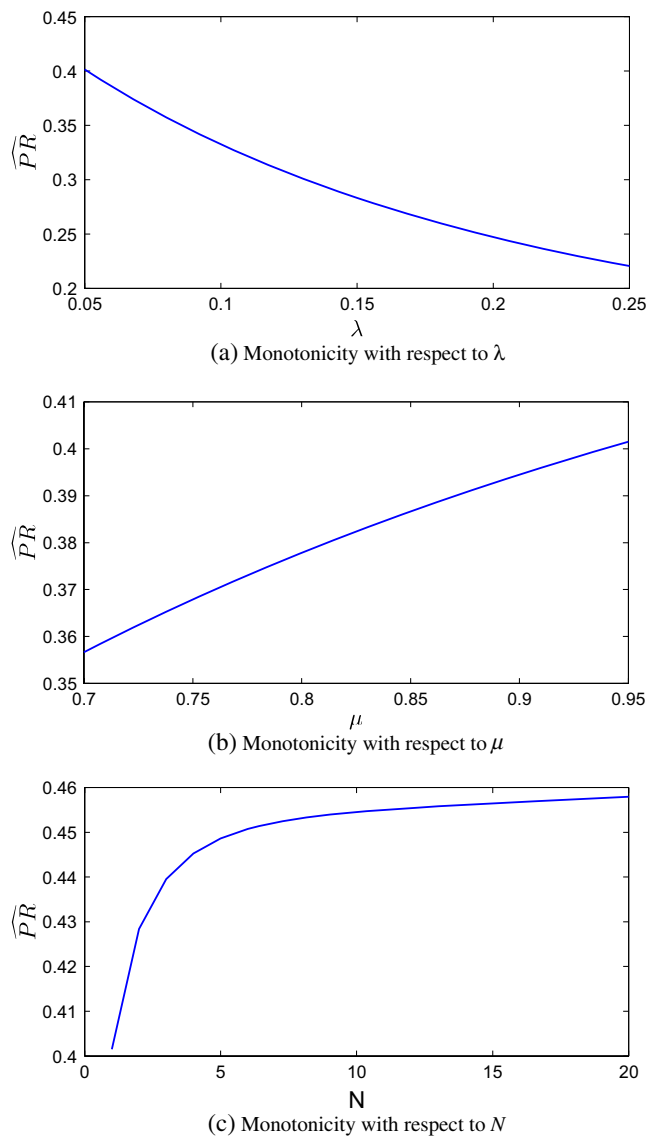 0.45
0.4
0.35
0.3
0.25
0.2
PR
0.05 0.1 0.15 0.2 0.25
λ
(a) Monotonicity with respect to λ
0.41
0.4
0.39
0.38
0.37
0.36
0.35
PR
0.7 0.75 0.8 0.85 0.9 0.95
μ
(b) Monotonicity with respect to μ
0.46
0.45
0.44
0.43
0.42
0.41
0.4
PR
0 5 10 15 20
N
(c) Monotonicity with respect to N